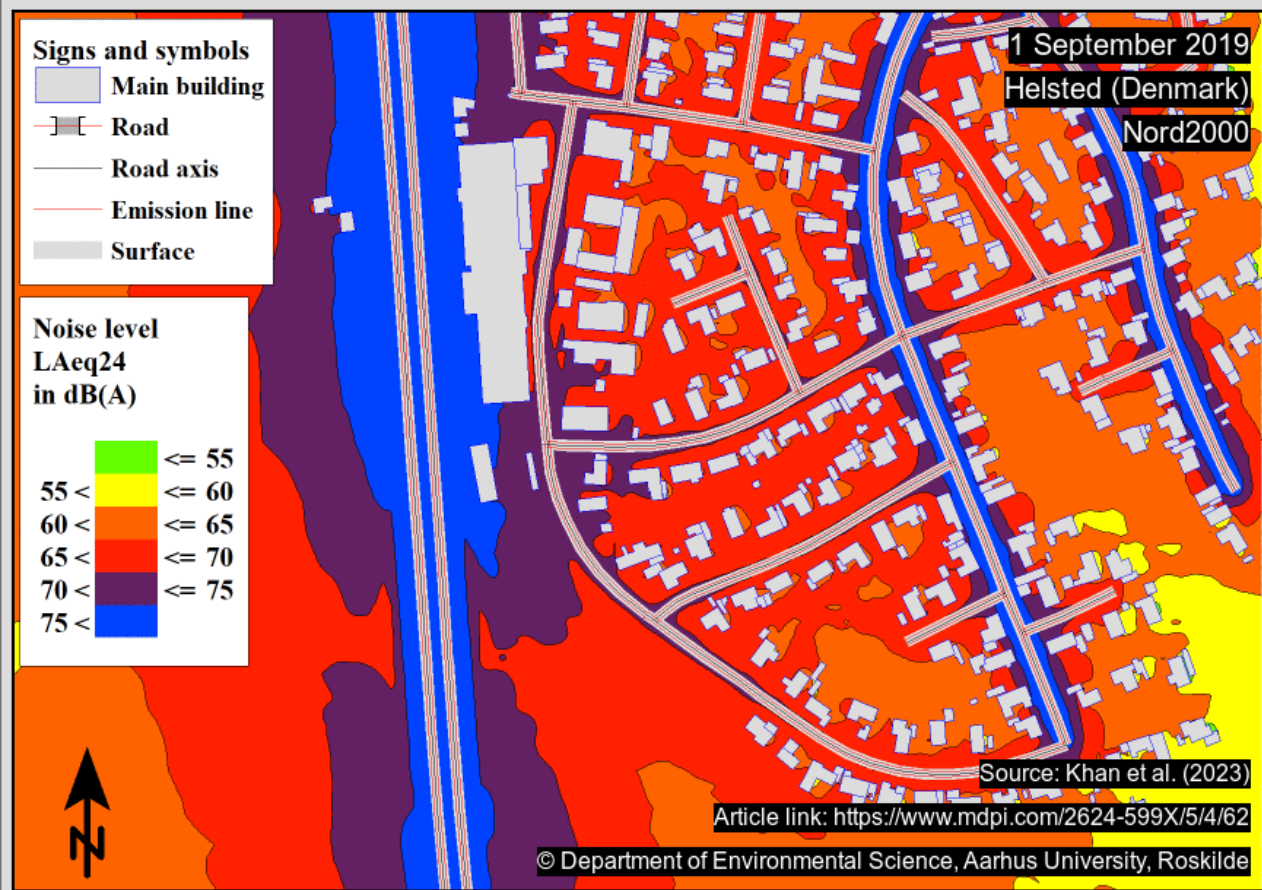 Signs and symbols
Main building
Road
Road axis
Emission line
Surface
Noise level
LAeq24
in dB(A)
<= 55
55 < <= 60
60 < <= 65
65 < <= 70
70 < <= 75
75 <
N
1 September 2019
Helsted (Denmark)
Nord2000
Source: Khan et al. (2023)
Article link: https://www.mdpi.com/2624-599X/5/4/62
© Department of Environmental Science, Aarhus University, Roskilde